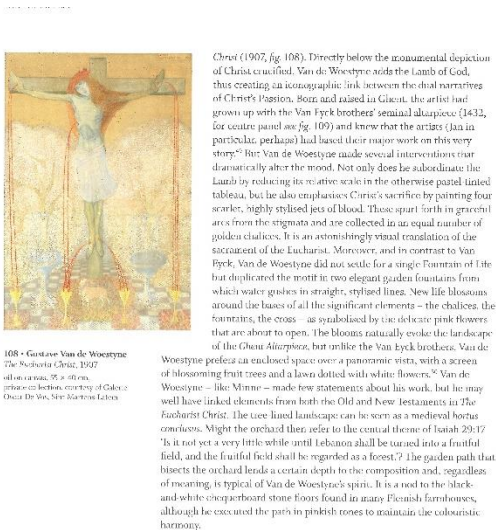 Christ (1907, fig. 108). Directly below the monumental depiction
of Christ crucified, Van de Woestyne adds the Lamb of God,
thus creating an iconographic link between the dual narratives
of Christ's Passion. Born and raised in Ghent, the artist had
grown up with the Van Eyck brothers' seminal altarpiece (1432,
for centre panel see fig. 109) and knew that the artists (Jan in
particular, perhaps) had based their major work on this very
story. But Van de Woestyne made several interventions that
dramatically alter the mood. Not only does he subordinate the
Lamb by reducing its relative scale in the otherwise pastel-tinted
tableau, but he also emphasises Christ's sacrifice by painting four
scarlet, highly stylised jets of blood. These spurt forth in graceful
arcs from the stigmata and are collected in an equal number of
golden chalices. It is an astonishingly visual translation of the
sacrament of the Eucharist. Moreover, and in contrast to Van
Eyck, Van de Woestyne did not settle for a single Fountain of Life
but duplicated the motif in two elegant garden fountains from
which water gushes in straight, stylised lines. New life blossoms
around the bases of all the significant elements – the chalices, the
fountains, the cross – as symbolised by the delicate pink flowers
that are about to open. The blooms naturally evoke the landscape
of the Ghent Altarpiece, but unlike the Van Eyck brothers, Van de
Woestyne prefers an enclosed space over a panoramic vista, with a screen
of blossoming fruit trees and a lawn dotted with white flowers. Van de
Woestyne – like Minne – made few statements about his work, but he may
well have linked elements from both the Old and New Testaments in The
Eucharist Christ. The tree-lined landscape can be seen as a medieval hortus
conclusus. Might the orchard then refer to the central theme of Isaiah 29:17
'Is it not yet a very little while until Lebanon shall be turned into a fruitful
field, and the fruitful field shall be regarded as forest.'? The garden path that
bisects the orchard lends a certain depth to the composition and, regardless
of meaning, is typical of Van de Woestyne's spirit. It is a nod to the black-
and-white chequerboard stone floors found in many Flemish farmhouses,
although he executed the path in pinkish tones to maintain the colouristic
harmony.
108 • Gustave Van de Woestyne
The Eucharist Christ, 1907
oil on canvas, 55 × 40 cm,
private collection, courtesy of Galerie
Oscar De Vos, Sint-Martens-Latem